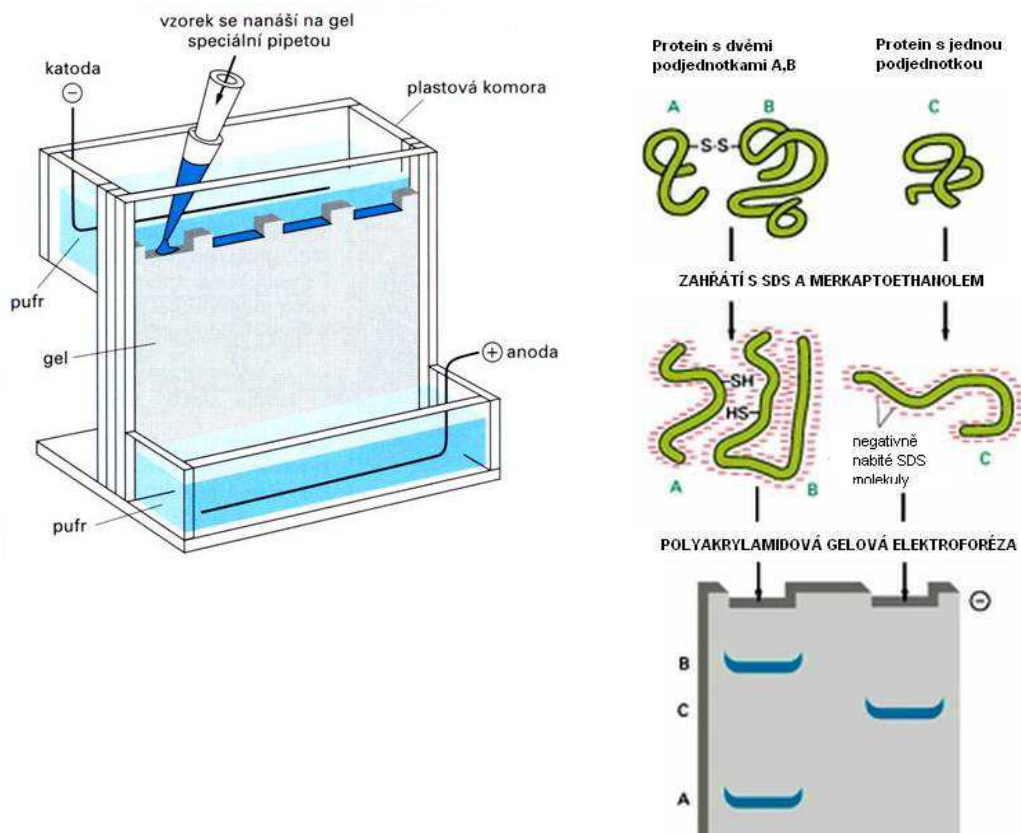 vzorek se nanáší na gel
speciální pipetou
katoda
−
plastová komora
pufr
gel
+ anoda
pufr
Protein s dvěmi
podjednotkami A,B
Protein s jednou
podjednotkou
A
B
C
-S-S-
ZAHŘÁTÍ S SDS A MERKAPTOETHANOLEM
-SH
HS-
negativně
nabité SDS
molekuly
A
B
C
POLYAKRYLAMIDOVÁ GELOVÁ ELEKTROFORÉZA
−
B
C
A